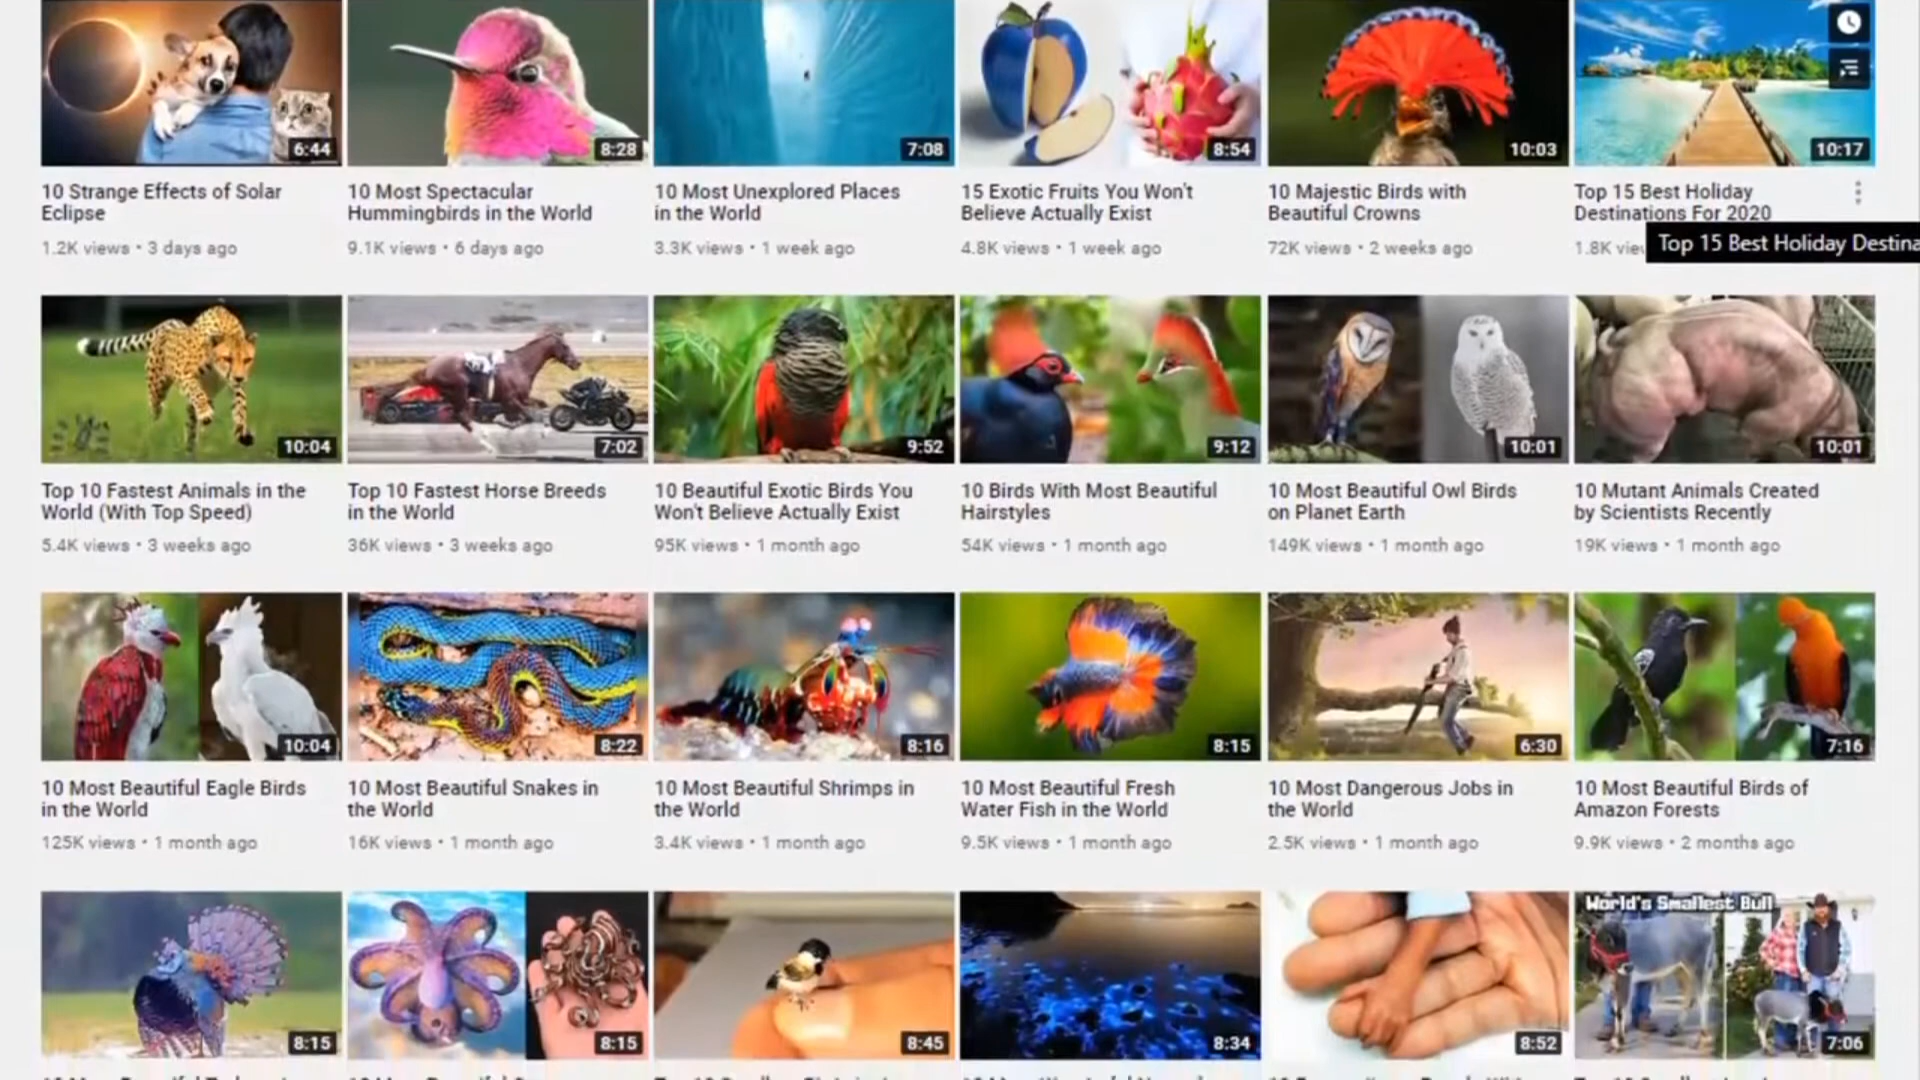 6:44
8:28
7:08
8:54
10:03
10:17
10 Strange Effects of Solar
Eclipse
1.2K views • 3 days ago
10 Most Spectacular
Hummingbirds in the World
9.1K views • 6 days ago
10 Most Unexplored Places
in the World
3.3K views • 1 week ago
15 Exotic Fruits You Won't
Believe Actually Exist
4.8K views • 1 week ago
10 Majestic Birds with
Beautiful Crowns
72K views • 2 weeks ago
Top 15 Best Holiday
Destinations For 2020
1.8K
Top 15 Best Holiday
10:04
7:02
9:52
9:12
10:01
10:01
Top 10 Fastest Animals in the
World (With Top Speed)
5.4K views • 3 weeks ago
Top 10 Fastest Horse Breeds
in the World
36K views • 3 weeks ago
10 Beautiful Exotic Birds You
Won't Believe Actually Exist
95K views • 1 month ago
10 Birds With Most Beautiful
Hairstyles
54K views • 1 month ago
10 Most Beautiful Owl Birds
on Planet Earth
149K views • 1 month ago
10 Mutant Animals Created
by Scientists Recently
19K views • 1 month ago
10:04
8:22
8:16
8:15
6:30
7:16
10 Most Beautiful Eagle Birds
in the World
125K views • 1 month ago
10 Most Beautiful Snakes in
the World
16K views • 1 month ago
10 Most Beautiful Shrimps in
the World
3.4K views • 1 month ago
10 Most Beautiful Fresh
Water Fish in the World
9.5K views • 1 month ago
10 Most Dangerous Jobs in
the World
2.5K views • 1 month ago
10 Most Beautiful Birds of
Amazon Forests
9.9K views • 2 months ago
World's Smallest Bull
8:15
8:15
8:45
8:34
8:52
7:06